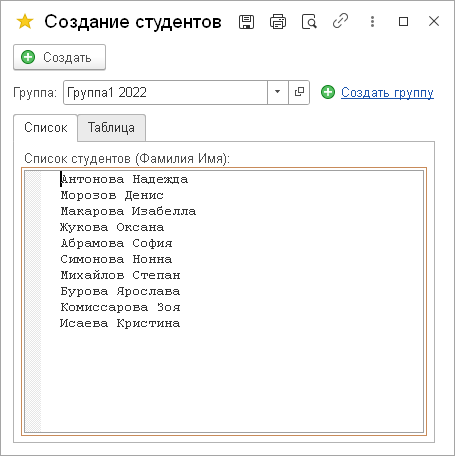 Создание студентов
Создать
Группа: Группа1 2022 Создать группу
Список Таблица
Список студентов (Фамилия Имя):
Антонова Надежда
Морозов Денис
Макарова Изабелла
Жукова Оксана
Абрамова София
Симонова Нонна
Михайлов Степан
Бурова Ярослава
Комиссарова Зоя
Исаева Кристина